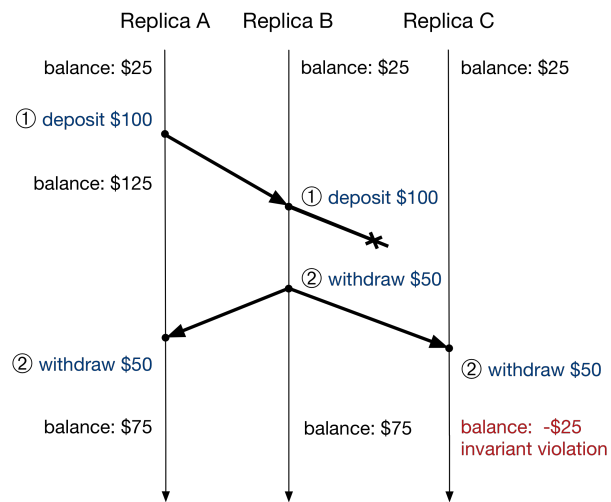 Replica A Replica B Replica C
balance: $25 balance: $25 balance: $25
① deposit $100
balance: $125
① deposit $100
② withdraw $50
② withdraw $50
② withdraw $50
balance: $75 balance: $75 balance: -$25
invariant violation